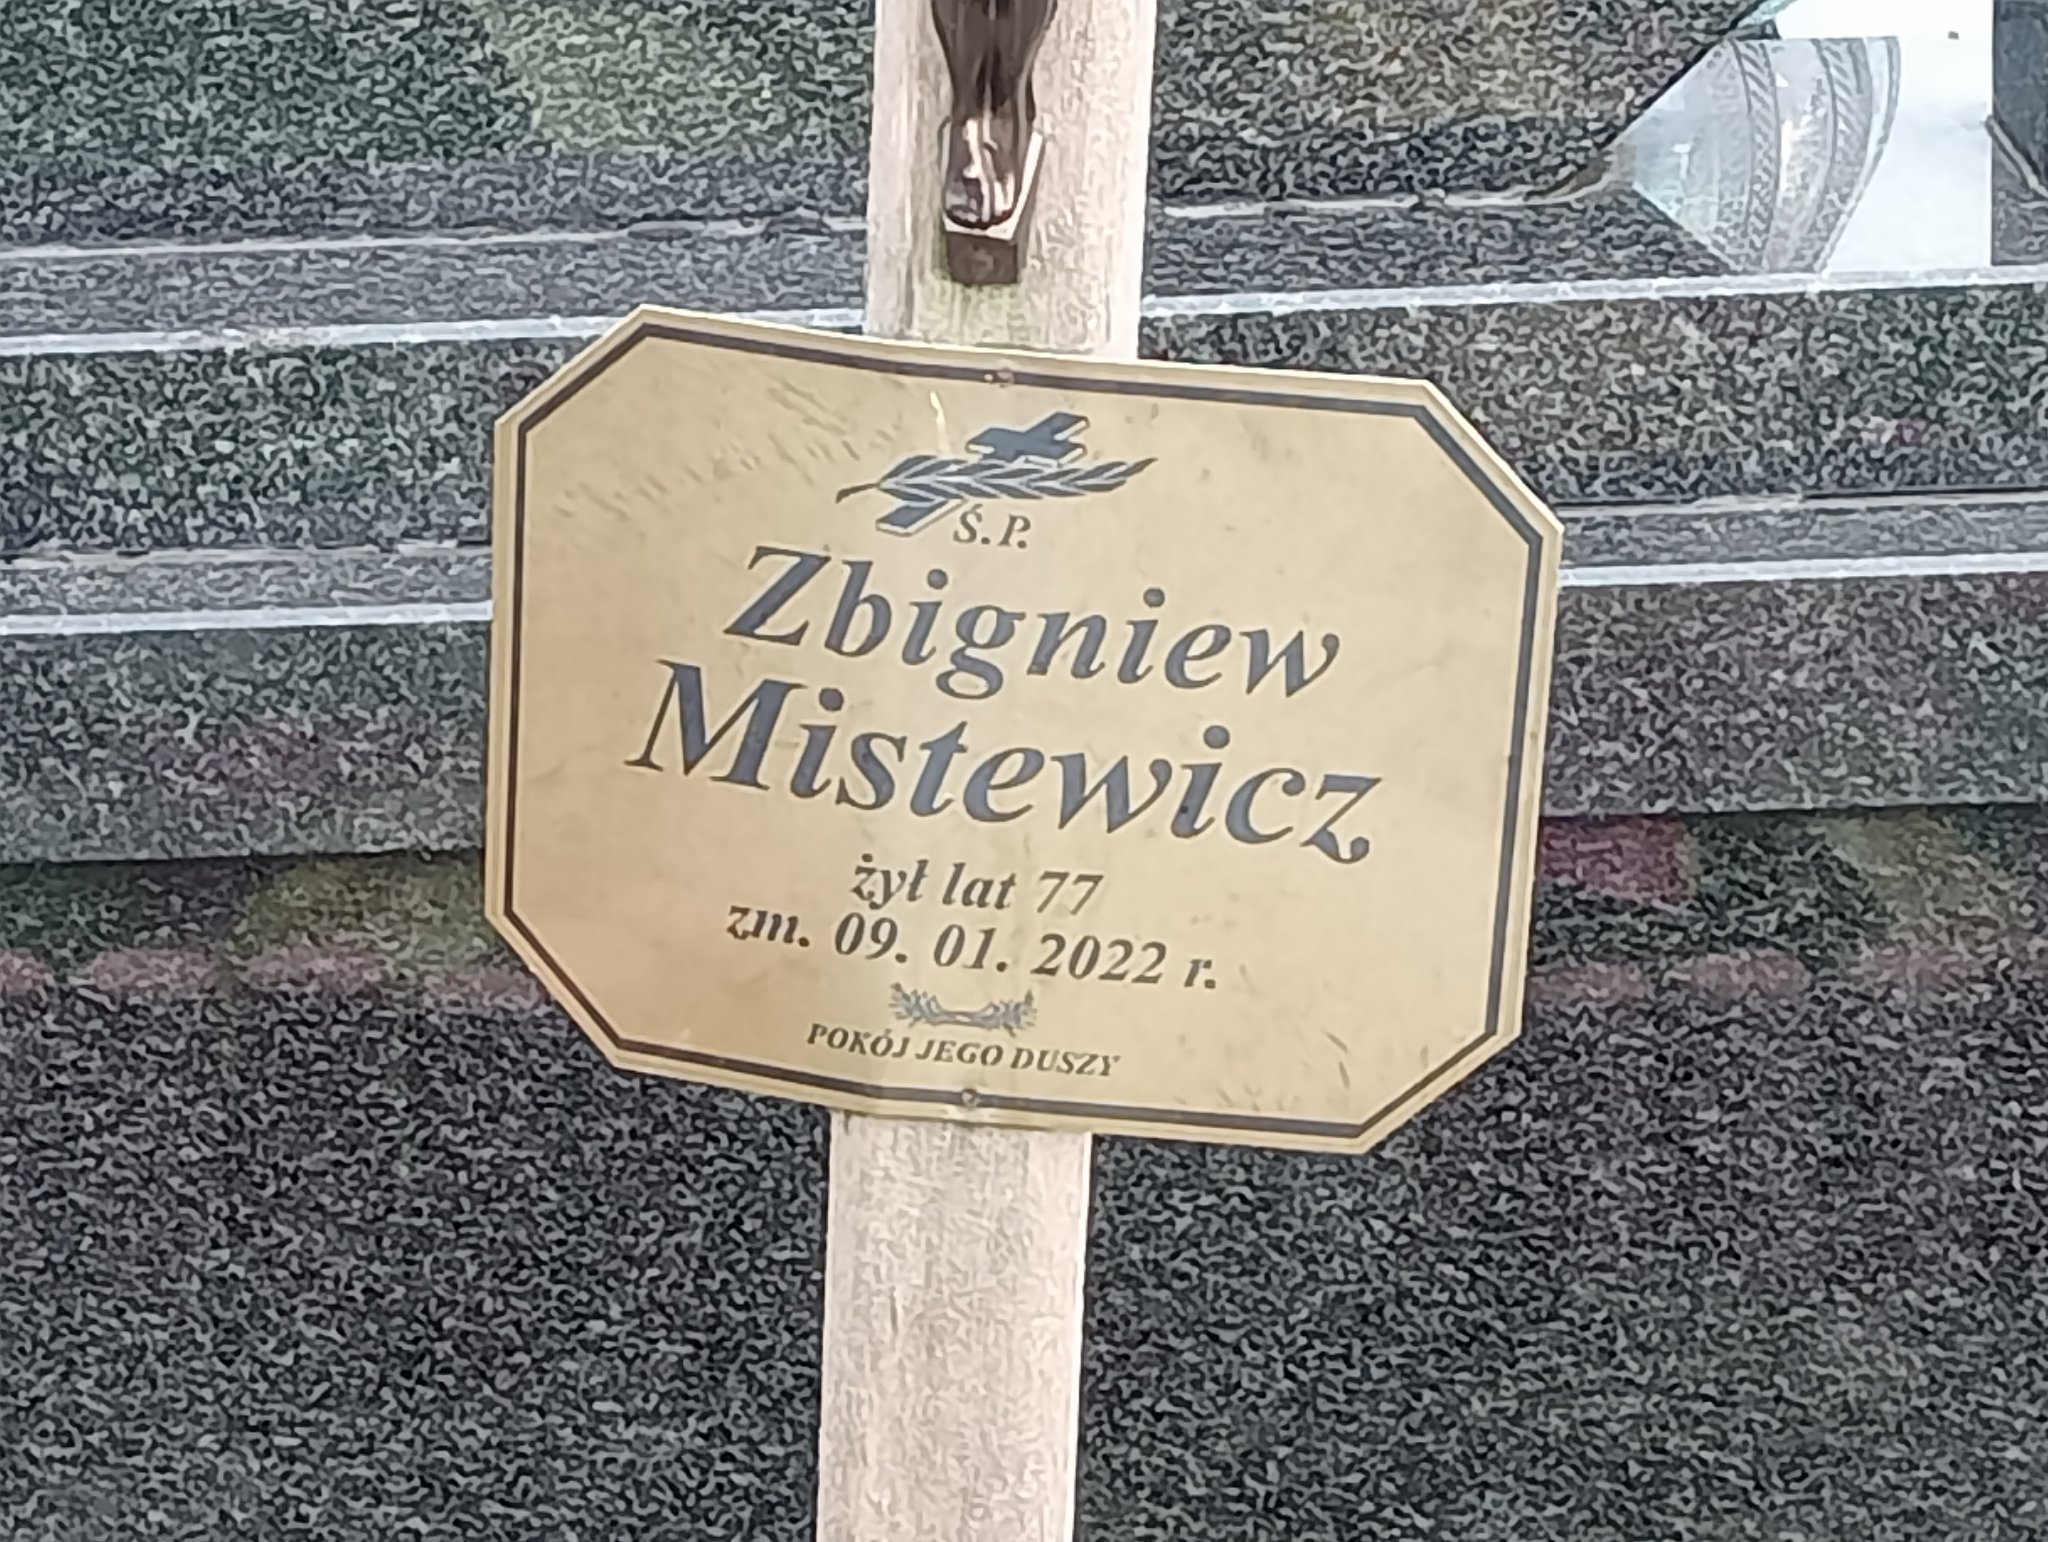 Ś.P.
Zbigniew
Mistewicz
żył lat 77
zm. 09. 01. 2022 r.
POKÓJ JEGO DUSZY